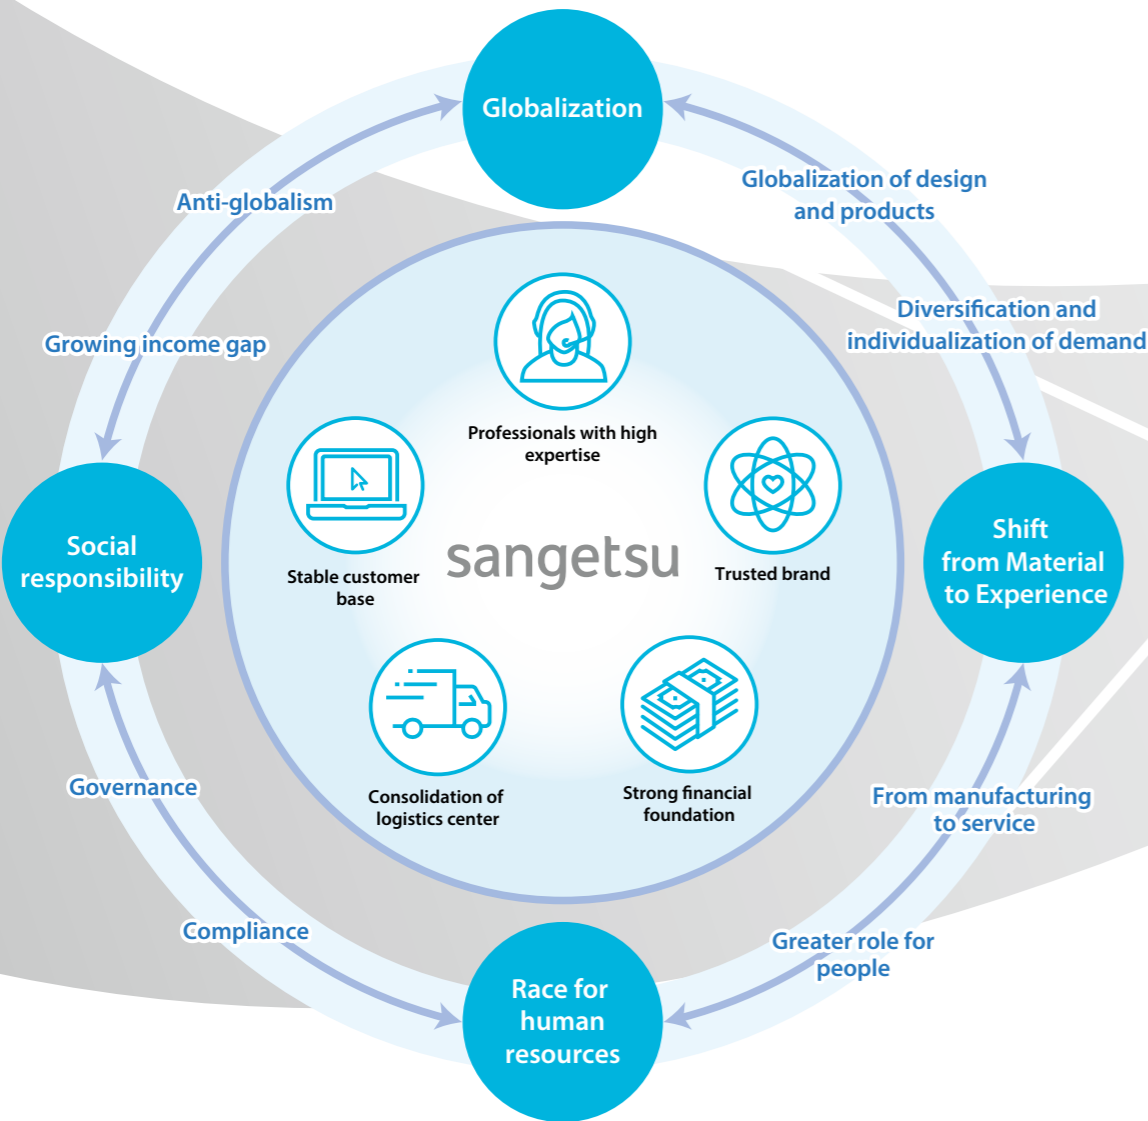 Globalization
Anti-globalism
Globalization of design
and products
Growing income gap
Diversification and
individualization of demand
Professionals with high
expertise
Social
responsibility
Stable customer
base
sangetsu
Trusted brand
Shift
from Material
to Experience
Governance
Consolidation of
logistics center
Strong financial
foundation
From manufacturing
to service
Compliance
Greater role for
people
Race for
human
resources